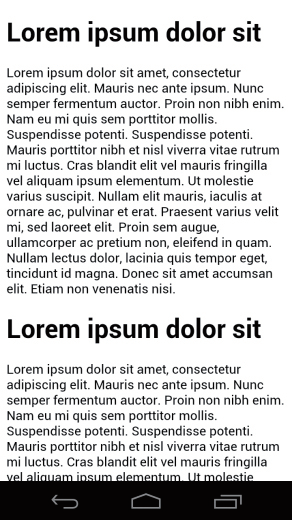 Lorem ipsum dolor sit
Lorem ipsum dolor sit amet, consectetur
adipiscing elit. Mauris nec ante ipsum. Nunc
semper fermentum auctor. Proin non nibh enim.
Nam eu mi quis sem porttitor mollis.
Suspendisse potenti. Suspendisse potenti.
Mauris porttitor nibh et nisl viverra vitae rutrum
mi luctus. Cras blandit elit vel mauris fringilla
vel aliquam ipsum elementum. Ut molestie
varius suscipit. Nullam elit mauris, iaculis at
ornare ac, pulvinar et erat. Praesent varius velit
mi, sed laoreet elit. Proin sem augue,
ullamcorper ac pretium non, eleifend in quam.
Nullam lectus dolor, lacinia quis tempor eget,
tincidunt id magna. Donec sit amet accumsan
elit. Etiam non venenatis nisi.
Lorem ipsum dolor sit
Lorem ipsum dolor sit amet, consectetur
adipiscing elit. Mauris nec ante ipsum. Nunc
semper fermentum auctor. Proin non nibh enim.
Nam eu mi quis sem porttitor mollis.
Suspendisse potenti. Suspendisse potenti.
Mauris porttitor nibh et nisl viverra vitae rutrum
mi luctus. Cras blandit elit vel mauris fringilla
vel aliquam ipsum elementum. Ut molestie